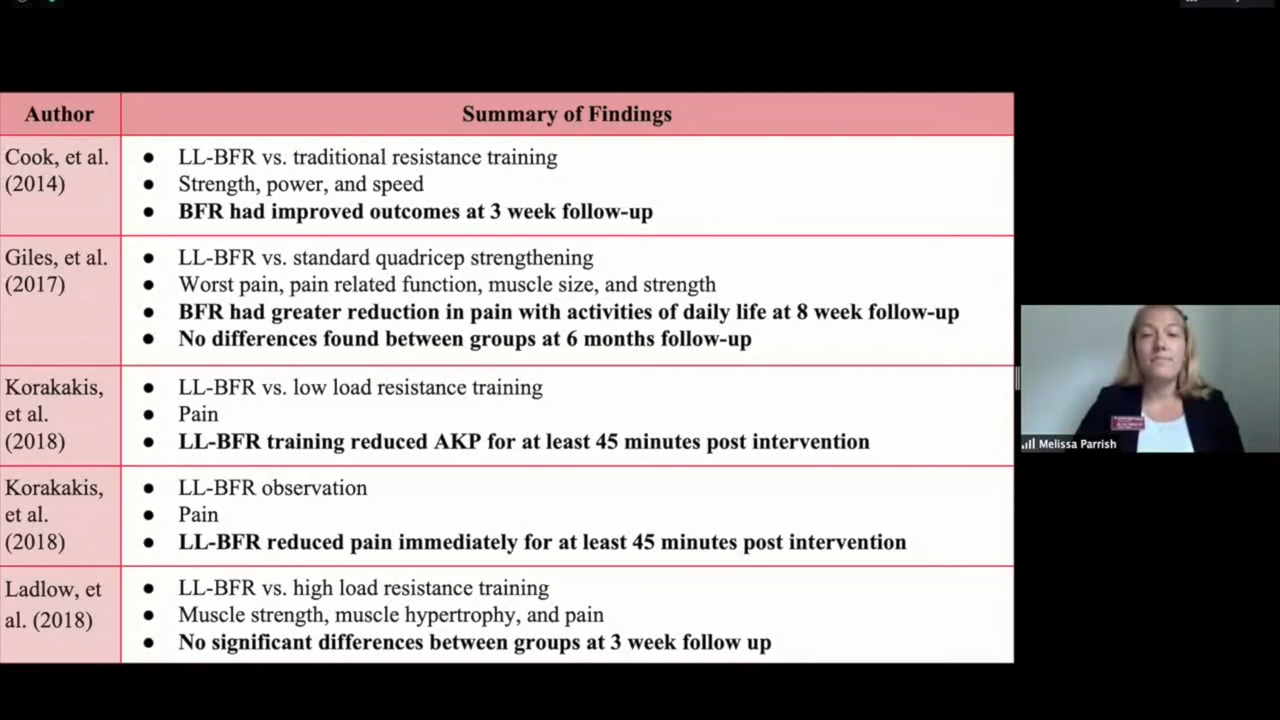 Author
Summary of Findings
Cook, et al.
(2014)
● LL-BFR vs. traditional resistance training
● Strength, power, and speed
● BFR had improved outcomes at 3 week follow-up
Giles, et al.
(2017)
● LL-BFR vs. standard quadricep strengthening
● Worst pain, pain related function, muscle size, and strength
● BFR had greater reduction in pain with activities of daily life at 8 week follow-up
● No differences found between groups at 6 months follow-up
Korakakis,
et al.
(2018)
● LL-BFR vs. low load resistance training
● Pain
● LL-BFR training reduced AKP for at least 45 minutes post intervention
Korakakis,
et al.
(2018)
● LL-BFR observation
● Pain
● LL-BFR reduced pain immediately for at least 45 minutes post intervention
Ladlow, et
al. (2018)
● LL-BFR vs. high load resistance training
● Muscle strength, muscle hypertrophy, and pain
● No significant differences between groups at 3 week follow up
Melissa Parrish